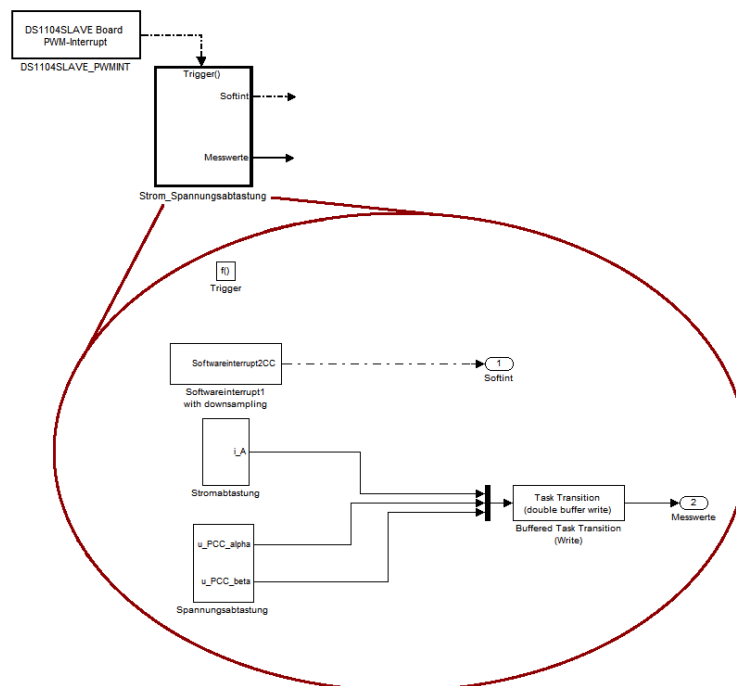 DS1104SLAVE Board
PWM-Interrupt
DS1104SLAVE_PWMINT
Trigger()
Softint
Messwerte
Strom_Spannungsabtastung
f()
Trigger
Softwareinterrupt2CC
1
Softint
Softwareinterrupt1
with downsampling
i_A
Stromabtastung
Task Transition
(double buffer write)
2
Messwerte
Buffered Task Transition
(Write)
u_PCC_alpha
u_PCC_beta
Spannungsabtastung